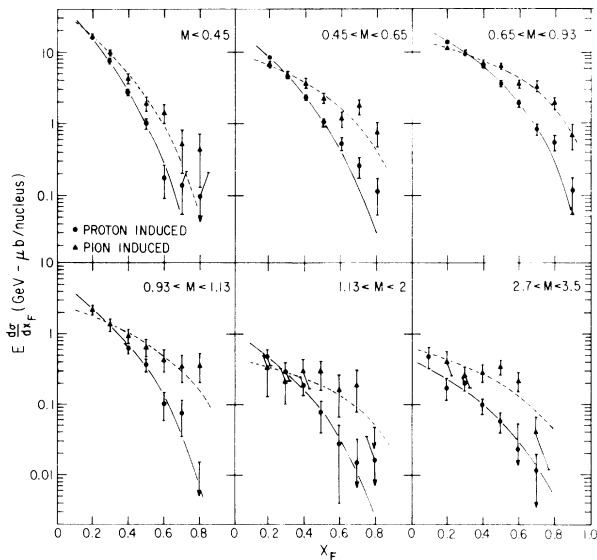 M<0.45
0.45<M<0.65
0.65<M<0.93
10
1
0.1
● PROTON INDUCED
▲ PION INDUCED
E dσ/dx_F (GeV - μb/nucleus)
10
0.93<M<1.13
1.13<M<2
2.7<M<3.5
1
0.1
0.01
0.2 0.4 0.6 0.8 0.2 0.4 0.6 0.8 0.2 0.4 0.6 0.8 1.0
X_F